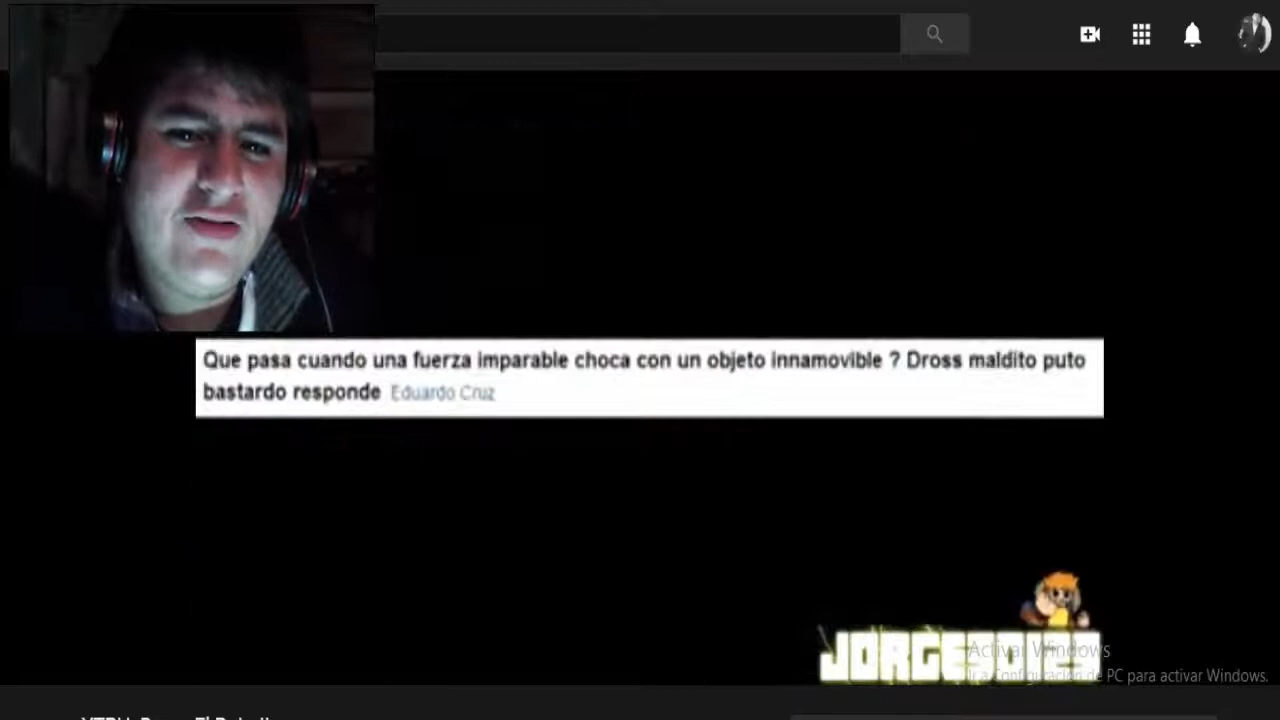 Que pasa cuando una fuerza imparable choca con un objeto innamovible ? Dross maldito puto
bastardo responde Eduardo Cruz
Activar Windows
Ir a Configuración de PC para activar Windows.